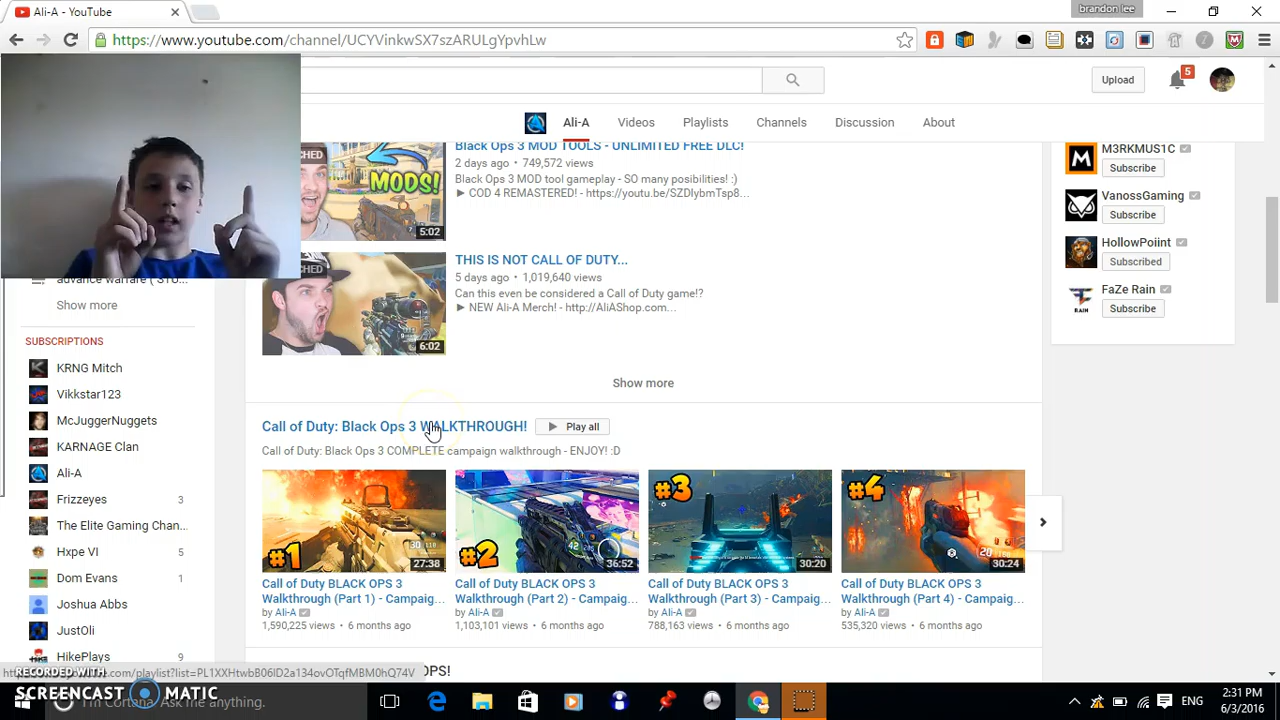 Ali-A - YouTube
brandon lee
https://www.youtube.com/channel/UCYVinkwSX7szARULgYpvhLw
Upload
5
Ali-A
Videos
Playlists
Channels
Discussion
About
Black Ops 3 MOD TOOLS - UNLIMITED FREE DLC!
2 days ago • 749,572 views
Black Ops 3 MOD tool gameplay - SO many posibilities! :)
► COD 4 REMASTERED! - https://youtu.be/SZDIybmTsp8...
MODS!
5:02
THIS IS NOT CALL OF DUTY...
5 days ago • 1,019,640 views
Can this even be considered a Call of Duty game!?
► NEW Ali-A Merch! - http://AliAShop.com...
6:02
Show more
M3RKMUS1C
Subscribe
VanossGaming
Subscribe
HollowPoiint
Subscribed
FaZe Rain
Subscribe
Show more
SUBSCRIPTIONS
KRNG Mitch
Vikkstar123
McJuggerNuggets
KARNAGE Clan
Ali-A
Frizzeyes 3
The Elite Gaming Chan...
Hxpe VI 5
Dom Evans 1
Joshua Abbs
JustOli
HikePlays 9
Call of Duty: Black Ops 3 WALKTHROUGH!
Play all
Call of Duty: Black Ops 3 COMPLETE campaign walkthrough - ENJOY! :D
#1
27:38
Call of Duty BLACK OPS 3
Walkthrough (Part 1) - Campaig...
by Ali-A
1,590,225 views • 6 months ago
#2
36:52
Call of Duty BLACK OPS 3
Walkthrough (Part 2) - Campaig...
by Ali-A
1,103,101 views • 6 months ago
#3
30:20
Call of Duty BLACK OPS 3
Walkthrough (Part 3) - Campaig...
by Ali-A
788,163 views • 6 months ago
#4
30:24
Call of Duty BLACK OPS 3
Walkthrough (Part 4) - Campaig...
by Ali-A
535,320 views • 6 months ago
OPS!
RECORDED WITH
SCREENCAST MATIC
I'm Cortana. Ask me anything.
ENG
2:31 PM
6/3/2016